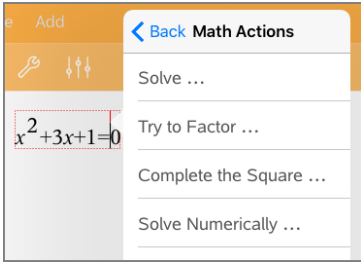 e Add
Back Math Actions
Solve ...
Try to Factor ...
x²+3x+1=0
Complete the Square ...
Solve Numerically ...